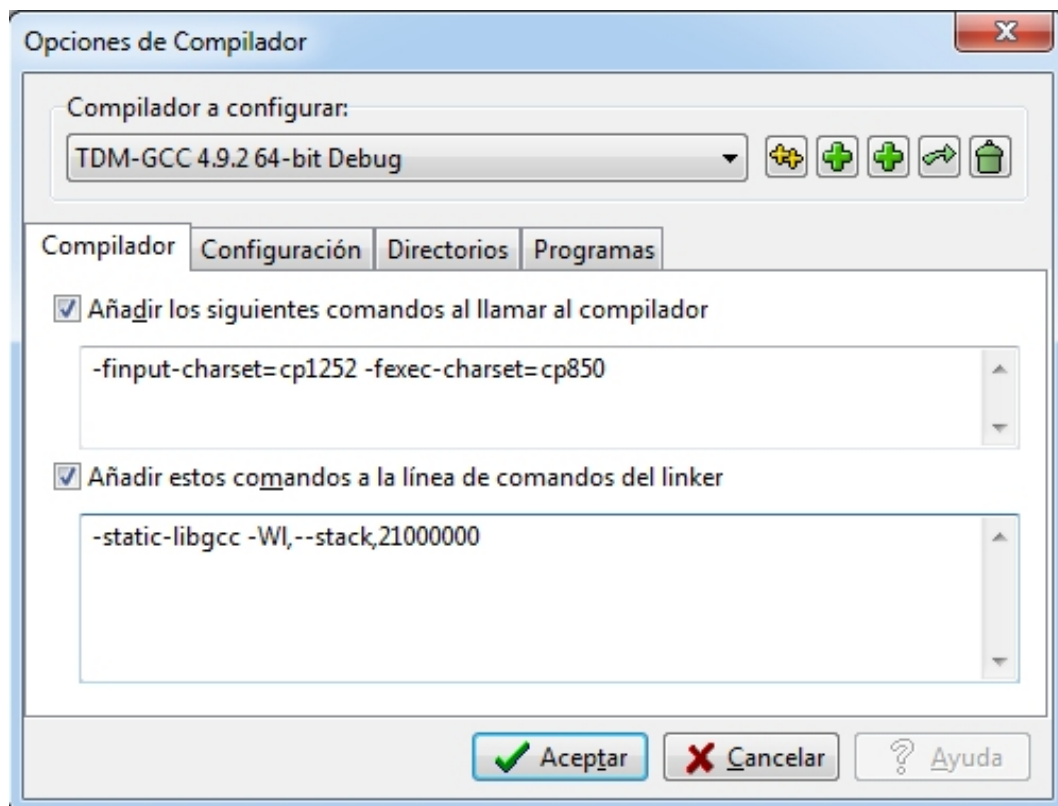 Opciones de Compilador
Compilador a configurar:
TDM-GCC 4.9.2 64-bit Debug
Compilador Configuración Directorios Programas
Añadir los siguientes comandos al llamar al compilador
-finput-charset=cp1252 -fexec-charset=cp850
Añadir estos comandos a la línea de comandos del linker
-static-libgcc -Wl,--stack,21000000
Aceptar Cancelar Ayuda